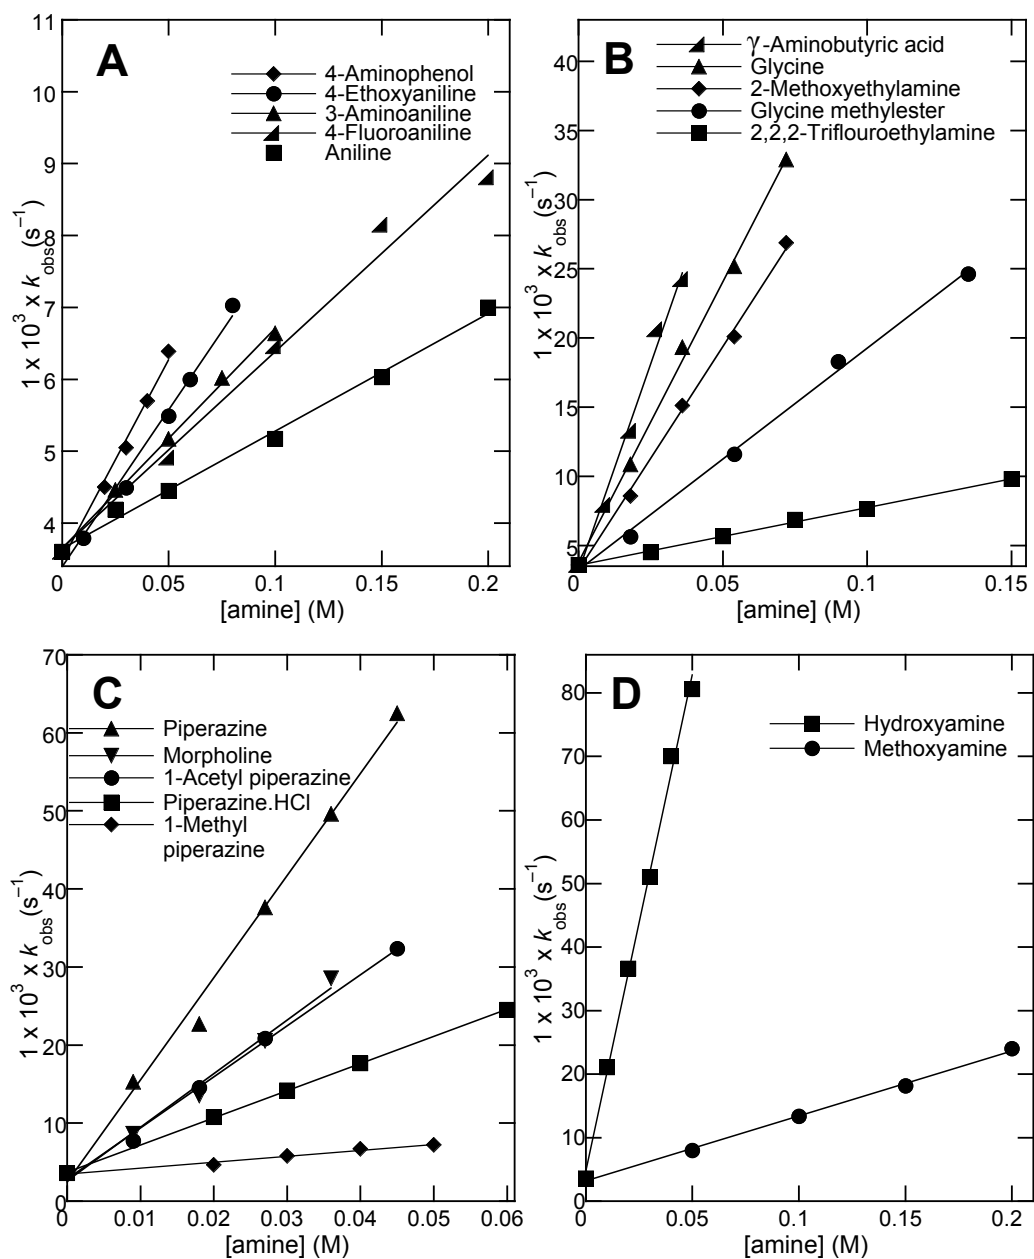 A
4-Aminophenol
4-Ethoxyaniline
3-Aminoaniline
4-Fluoroaniline
Aniline
1 x 10³ x k_obs (s⁻¹)
11
10
9
8
7
6
5
4
0 0.05 0.1 0.15 0.2
[amine] (M)
B
γ-Aminobutyric acid
Glycine
2-Methoxyethylamine
Glycine methylester
2,2,2-Triflouroethylamine
1 x 10³ x k_obs (s⁻¹)
40
35
30
25
20
15
10
5
0 0.05 0.1 0.15
[amine] (M)
C
Piperazine
Morpholine
1-Acetyl piperazine
Piperazine.HCl
1-Methyl
piperazine
1 x 10³ x k_obs (s⁻¹)
70
60
50
40
30
20
10
0
0 0.01 0.02 0.03 0.04 0.05 0.06
[amine] (M)
D
Hydroxyamine
Methoxyamine
1 x 10³ x k_obs (s⁻¹)
80
70
60
50
40
30
20
10
0
0 0.05 0.1 0.15 0.2
[amine] (M)